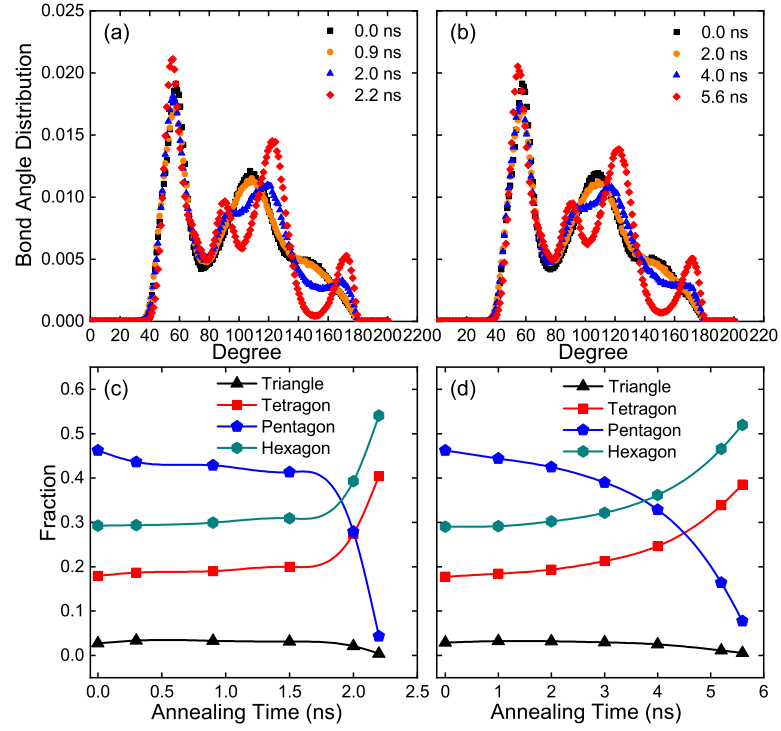 (a)
0.0 ns
0.9 ns
2.0 ns
2.2 ns
(b)
0.0 ns
2.0 ns
4.0 ns
5.6 ns
Bond Angle Distribution
0.025
0.020
0.015
0.010
0.005
0.000
0 20 40 60 80 100 120 140 160 180 200 220
0 20 40 60 80 100 120 140 160 180 200 220
Degree
Degree
(c)
Triangle
Tetragon
Pentagon
Hexagon
(d)
Triangle
Tetragon
Pentagon
Hexagon
Fraction
0.6
0.5
0.4
0.3
0.2
0.1
0.0
0.0 0.5 1.0 1.5 2.0 2.5
0 1 2 3 4 5 6
Annealing Time (ns)
Annealing Time (ns)